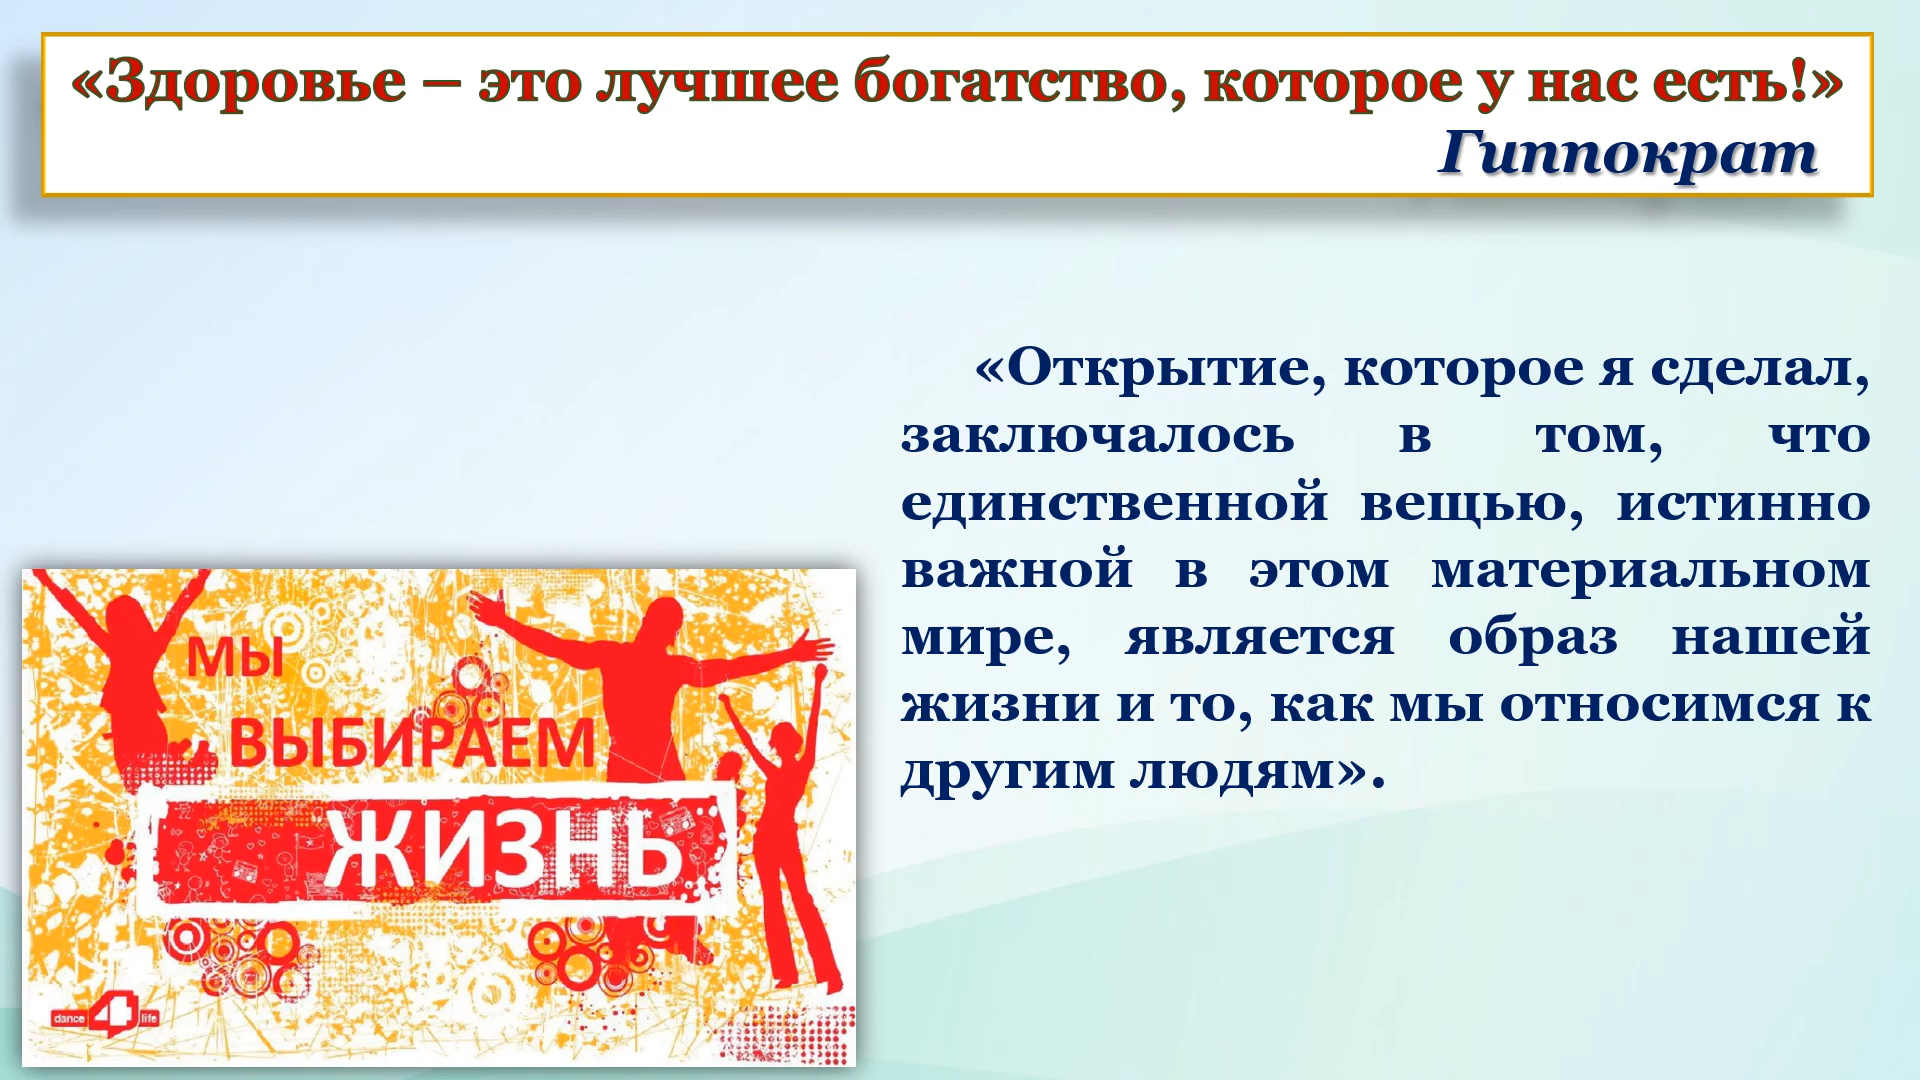 «Здоровье – это лучшее богатство, которое у нас есть!»
Гиппократ
«Открытие, которое я сделал,
заключалось в том, что
единственной вещью, истинно
важной в этом материальном
мире, является образ нашей
жизни и то, как мы относимся к
другим людям».
МЫ
ВЫБИРАЕМ
ЖИЗНЬ
dance 4 life